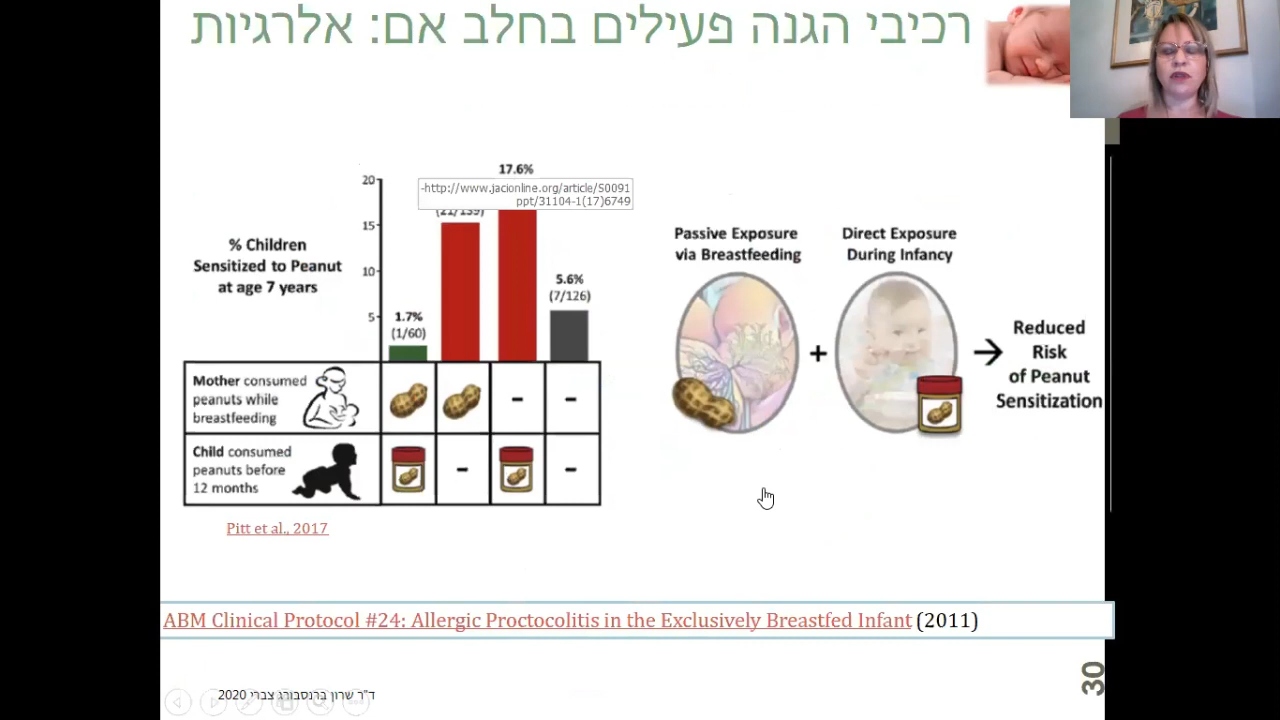 רכיבי הגנה פעילים בחלב אם: אלרגיות
% Children
Sensitized to Peanut
at age 7 years
20
15
10
5
1.7%
(1/60)
(21/139)
17.6%
5.6%
(7/126)
-http://www.jacionline.org/article/S0091
ppt/31104-1(17)6749
Mother consumed
peanuts while
breastfeeding
-
-
Child consumed
peanuts before
12 months
-
-
Pitt et al., 2017
Passive Exposure
via Breastfeeding
+
Direct Exposure
During Infancy
→
Reduced
Risk
of Peanut
Sensitization
ABM Clinical Protocol #24: Allergic Proctocolitis in the Exclusively Breastfed Infant (2011)
ד"ר שרון ברנסבורג צברי 2020
30